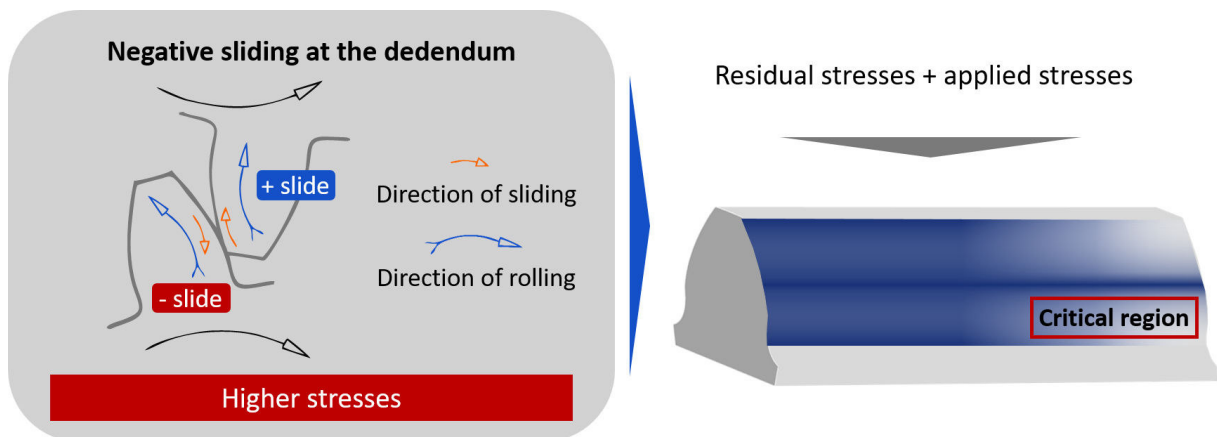 Negative sliding at the dedendum
+ slide
- slide
Direction of sliding
Direction of rolling
Higher stresses
Residual stresses + applied stresses
Critical region